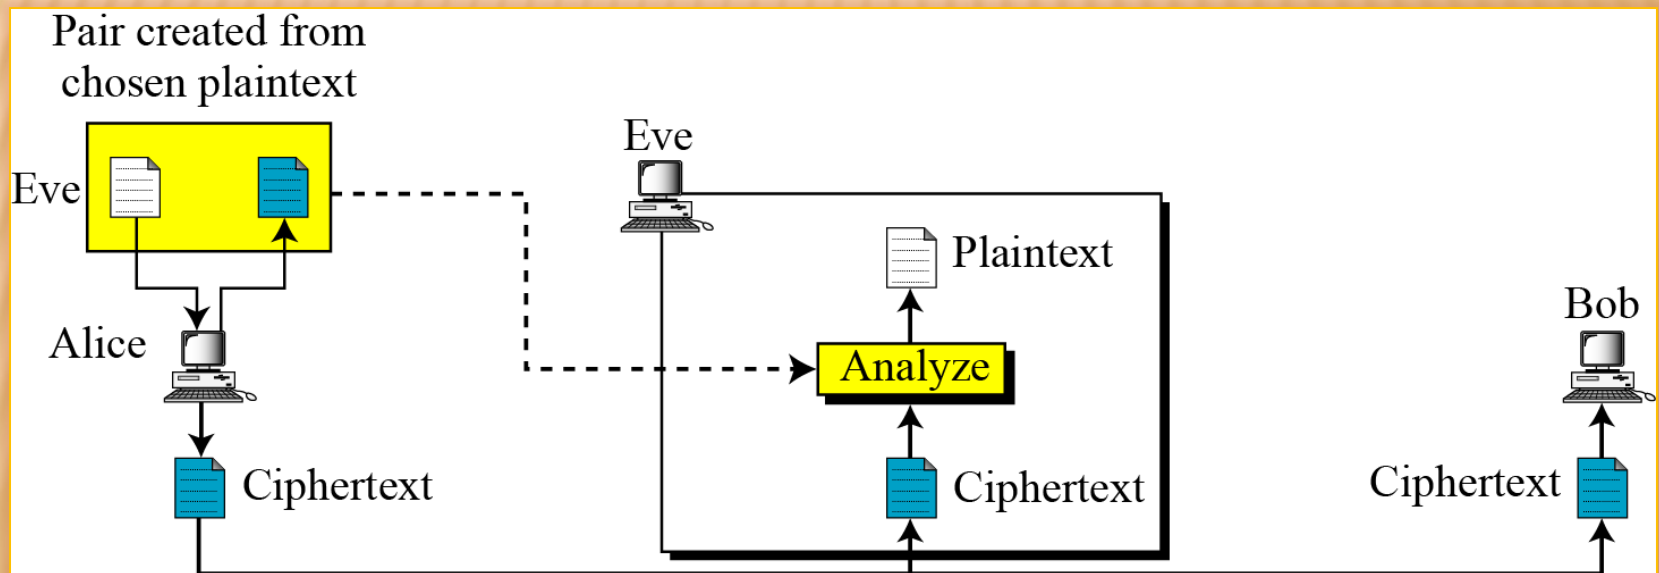 Pair created from
chosen plaintext
Eve
Eve
Plaintext
Bob
Alice
Analyze
Ciphertext
Ciphertext
Ciphertext